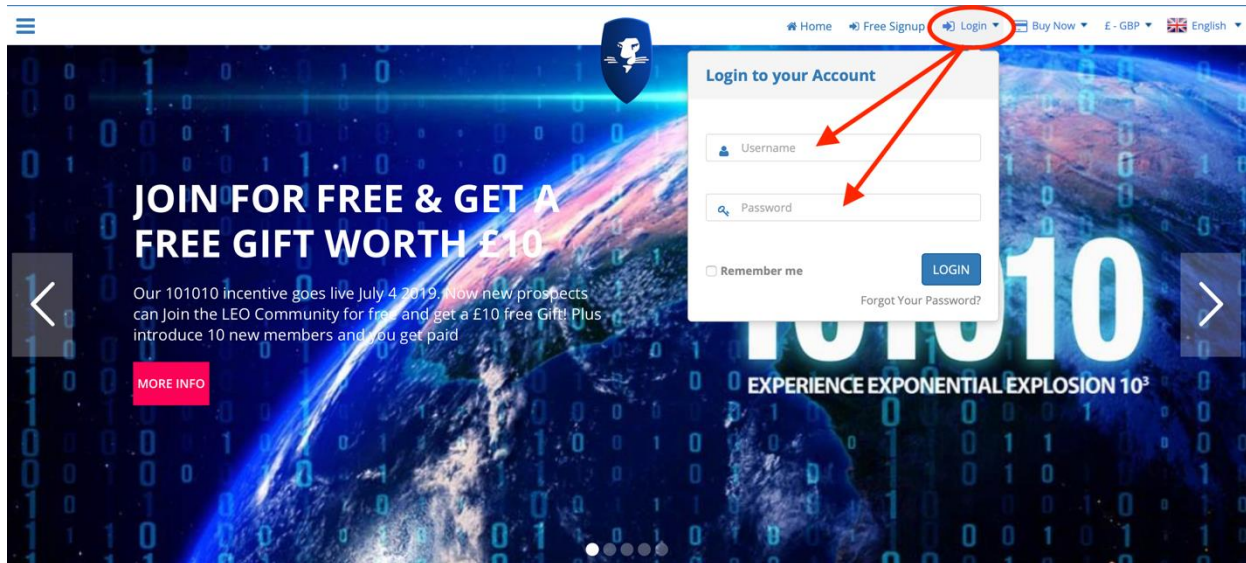 Home Free Signup Login Buy Now £ - GBP English
Login to your Account
Username
Password
Remember me LOGIN
Forgot Your Password?
JOIN FOR FREE & GET A
FREE GIFT WORTH £10
Our 101010 incentive goes live July 4 2019. Now new prospects
can Join the LEO Community for free and get a £10 free Gift! Plus
introduce 10 new members and you get paid
MORE INFO
101010
EXPERIENCE EXPONENTIAL EXPLOSION 10³